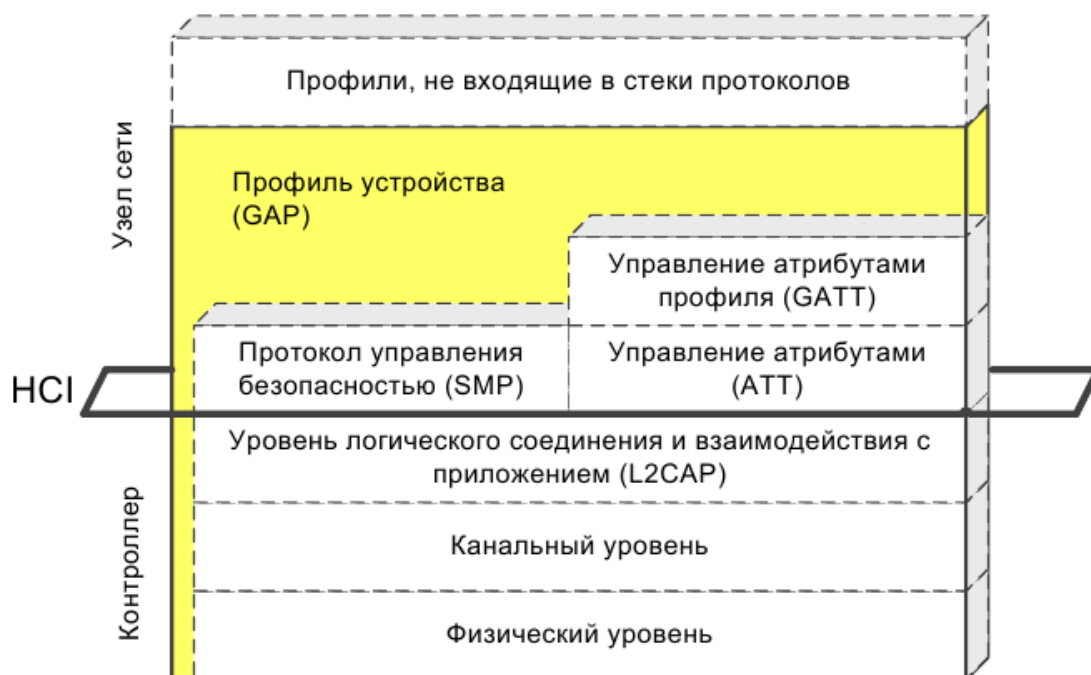 Профили, не входящие в стеки протоколов
Узел сети
Профиль устройства
(GAP)
Управление атрибутами
профиля (GATT)
Протокол управления
безопасностью (SMP)
Управление атрибутами
(ATT)
HCI
Уровень логического соединения и взаимодействия с
приложением (L2CAP)
Контроллер
Канальный уровень
Физический уровень